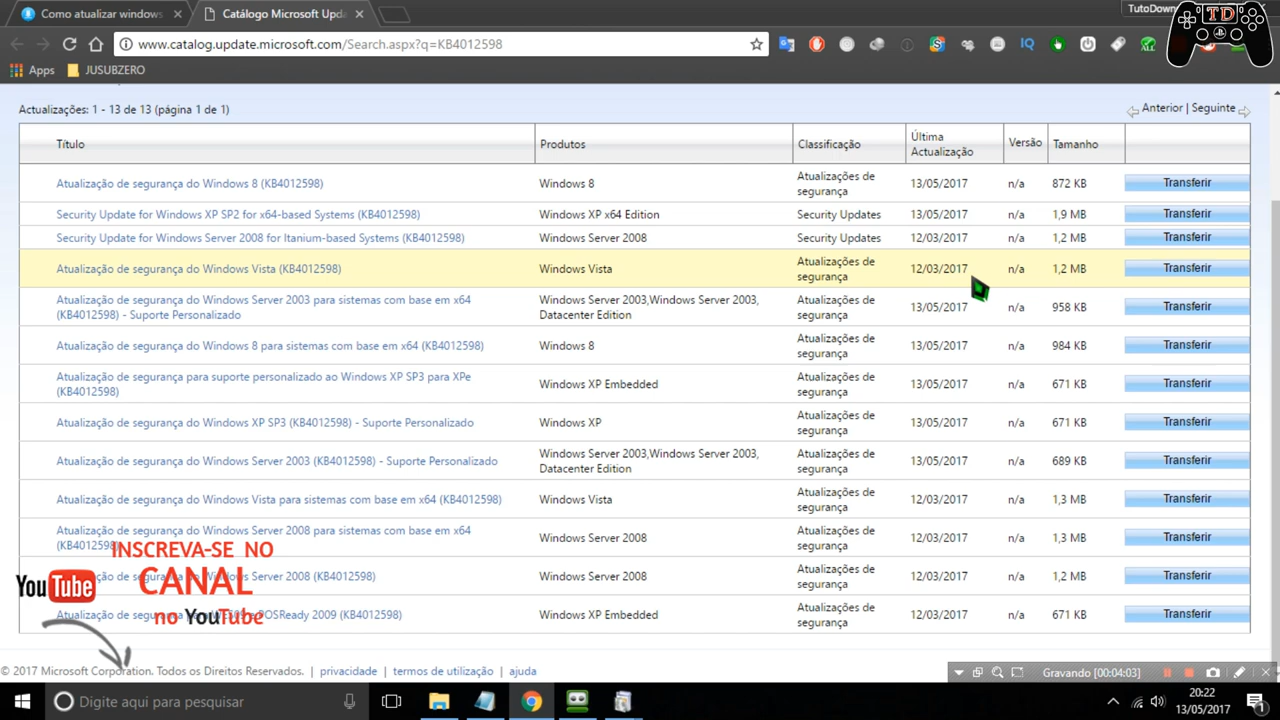 Como atualizar windows
Catálogo Microsoft Upda
TutoDown
TD
www.catalog.update.microsoft.com/Search.aspx?q=KB4012598
IQ
Apps
JUSUBZERO
Actualizações: 1 - 13 de 13 (página 1 de 1)
Anterior | Seguinte
Título Produtos Classificação Última Actualização Versão Tamanho
Atualização de segurança do Windows 8 (KB4012598) Windows 8 Atualizações de segurança 13/05/2017 n/a 872 KB Transferir
Security Update for Windows XP SP2 for x64-based Systems (KB4012598) Windows XP x64 Edition Security Updates 13/05/2017 n/a 1,9 MB Transferir
Security Update for Windows Server 2008 for Itanium-based Systems (KB4012598) Windows Server 2008 Security Updates 12/03/2017 n/a 1,2 MB Transferir
Atualização de segurança do Windows Vista (KB4012598) Windows Vista Atualizações de segurança 12/03/2017 n/a 1,2 MB Transferir
Atualização de segurança do Windows Server 2003 para sistemas com base em x64 (KB4012598) - Suporte Personalizado Windows Server 2003,Windows Server 2003, Datacenter Edition Atualizações de segurança 13/05/2017 n/a 958 KB Transferir
Atualização de segurança do Windows 8 para sistemas com base em x64 (KB4012598) Windows 8 Atualizações de segurança 13/05/2017 n/a 984 KB Transferir
Atualização de segurança para suporte personalizado ao Windows XP SP3 para XPe (KB4012598) Windows XP Embedded Atualizações de segurança 13/05/2017 n/a 671 KB Transferir
Atualização de segurança do Windows XP SP3 (KB4012598) - Suporte Personalizado Windows XP Atualizações de segurança 13/05/2017 n/a 671 KB Transferir
Atualização de segurança do Windows Server 2003 (KB4012598) - Suporte Personalizado Windows Server 2003,Windows Server 2003, Datacenter Edition Atualizações de segurança 13/05/2017 n/a 689 KB Transferir
Atualização de segurança do Windows Vista para sistemas com base em x64 (KB4012598) Windows Vista Atualizações de segurança 12/03/2017 n/a 1,3 MB Transferir
Atualização de segurança do Windows Server 2008 para sistemas com base em x64 (KB4012598) Windows Server 2008 Atualizações de segurança 12/03/2017 n/a 1,3 MB Transferir
de segurança do Windows Server 2008 (KB4012598) Windows Server 2008 Atualizações de segurança 12/03/2017 n/a 1,2 MB Transferir
Atualização de segurança POSReady 2009 (KB4012598) Windows XP Embedded Atualizações de segurança 12/03/2017 n/a 671 KB Transferir
INSCREVA-SE NO
CANAL
no YouTube
YouTube
© 2017 Microsoft Corporation. Todos os Direitos Reservados. | privacidade | termos de utilização | ajuda
Gravando [00:04:03]
Digite aqui para pesquisar
20:22
13/05/2017
1